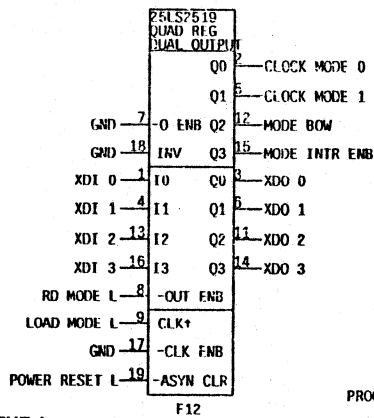 25LS2519
QUAD REG
DUAL OUTPUT
Q0 2 CLOCK MODE 0
Q1 5 CLOCK MODE 1
GND 7 -O ENB Q2 12 MODE BOW
GND 18 INV Q3 15 MODE INTR ENB
XDI 0 1 I0 Q0 3 XDO 0
XDI 1 4 I1 Q1 6 XDO 1
XDI 2 13 I2 Q2 11 XDO 2
XDI 3 16 I3 Q3 14 XDO 3
RD MODE L 8 -OUT ENB
LOAD MODE L 9 CLK↑
GND 17 -CLK ENB
POWER RESET L 19 -ASYN CLR
F12
PROC